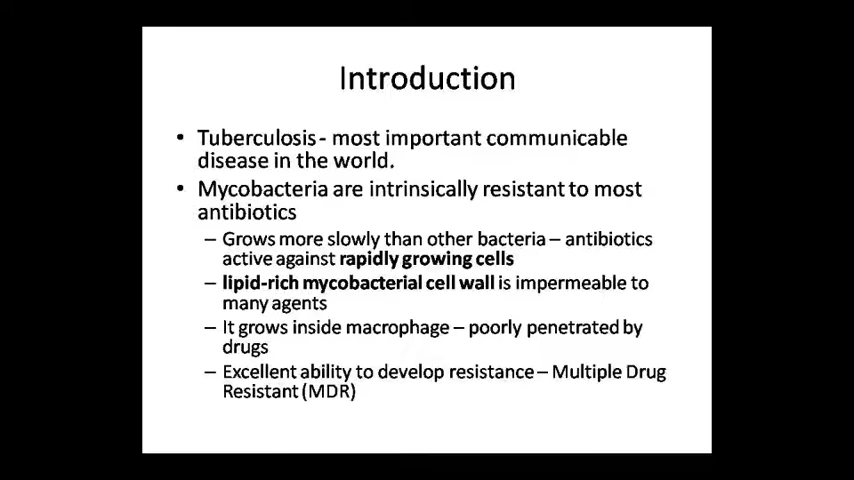 Introduction
• Tuberculosis - most important communicable
disease in the world.
• Mycobacteria are intrinsically resistant to most
antibiotics
– Grows more slowly than other bacteria – antibiotics
active against rapidly growing cells
– lipid-rich mycobacterial cell wall is impermeable to
many agents
– It grows inside macrophage – poorly penetrated by
drugs
– Excellent ability to develop resistance – Multiple Drug
Resistant (MDR)